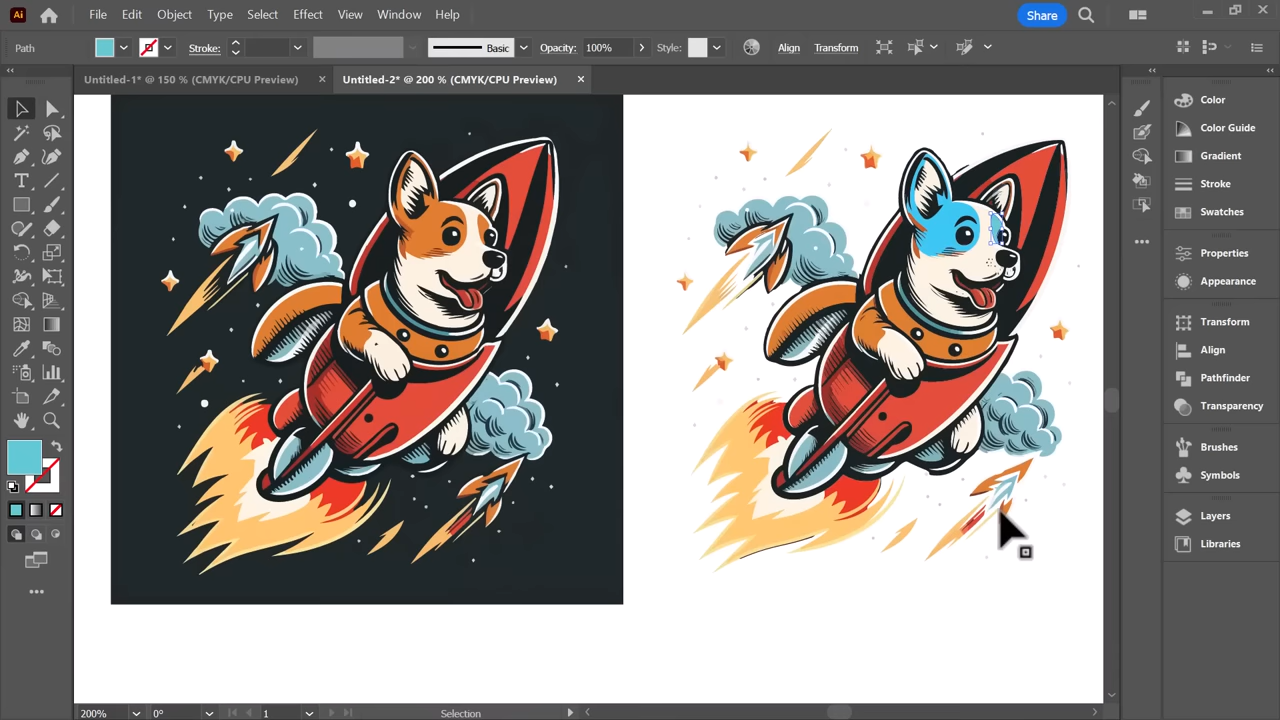 Ai File Edit Object Type Select Effect View Window Help Share
Path Stroke: Basic Opacity: 100% Style: Align Transform
Untitled-1* @ 150 % (CMYK/CPU Preview) Untitled-2* @ 200 % (CMYK/CPU Preview)
Color
Color Guide
Gradient
Stroke
Swatches
Properties
Appearance
Transform
Align
Pathfinder
Transparency
Brushes
Symbols
Layers
Libraries
200% 0° 1 Selection